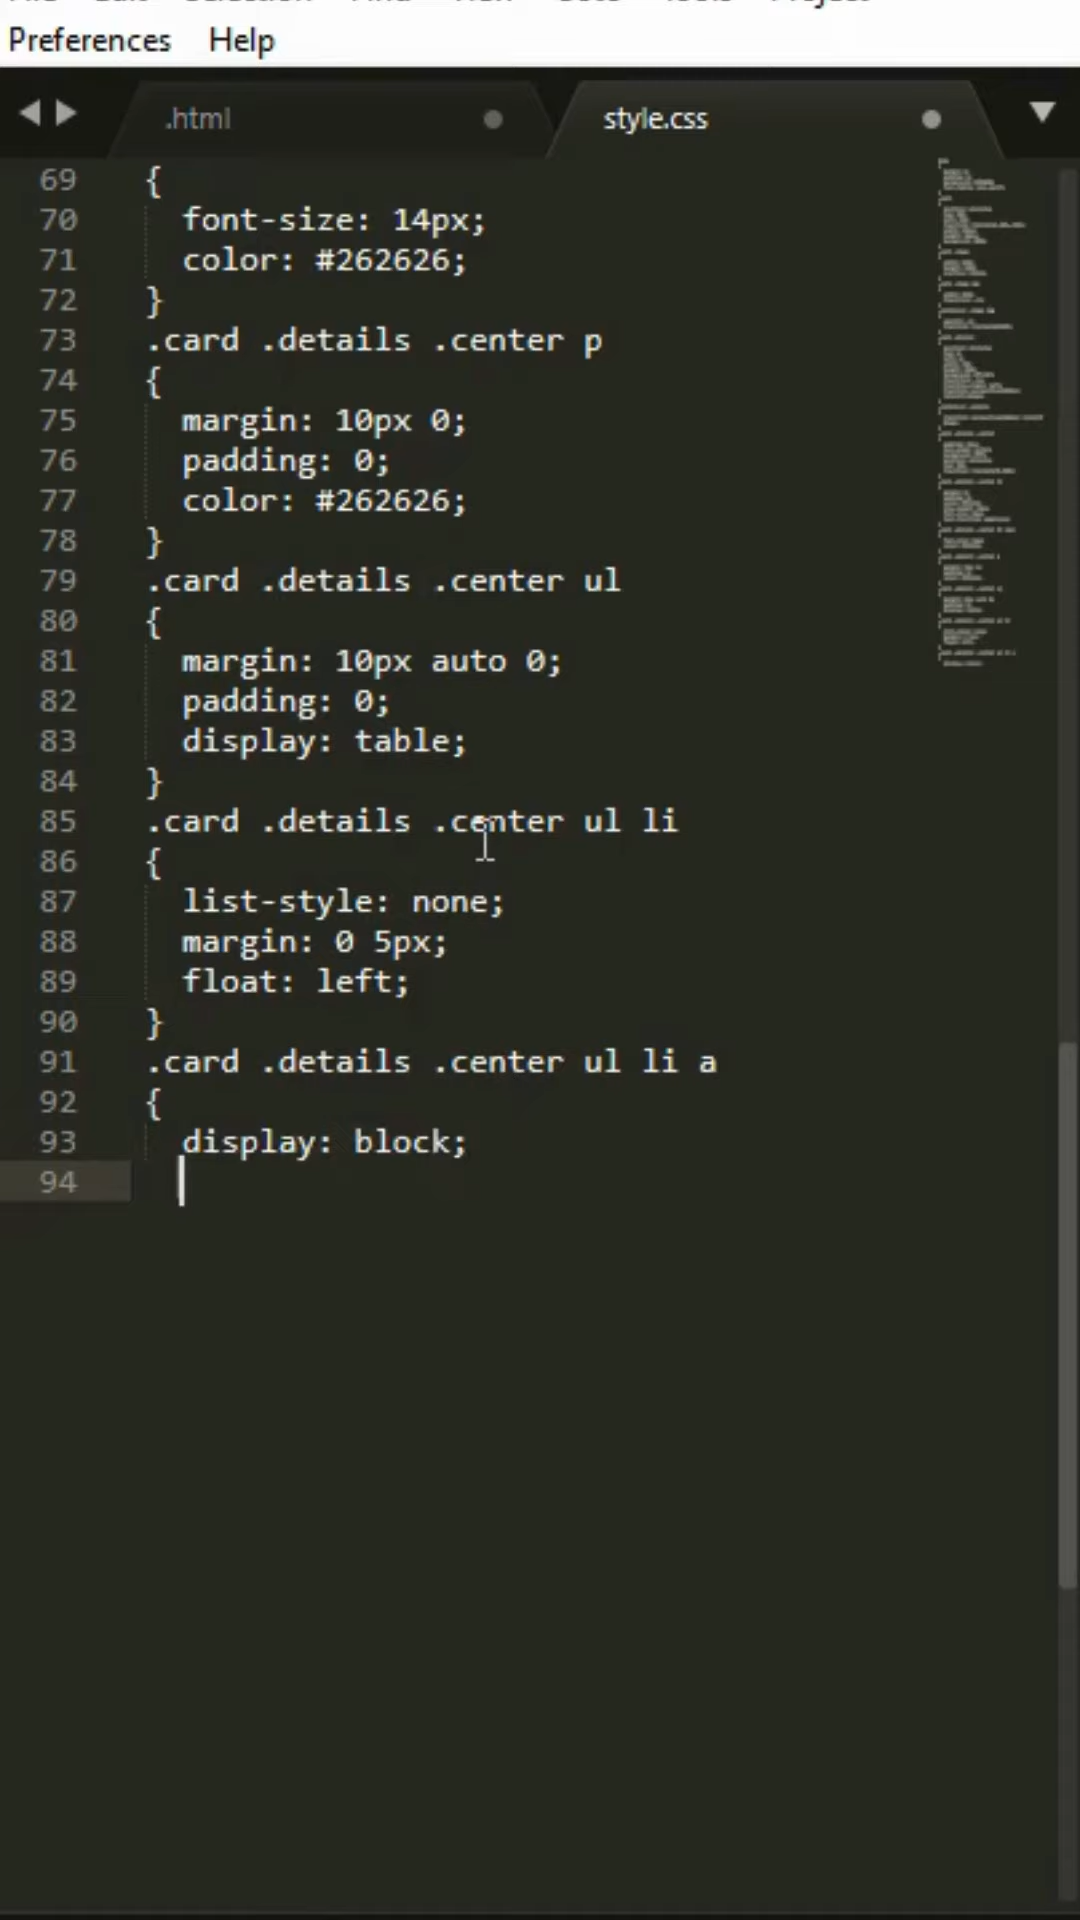 Preferences Help
.html style.css
69 {
70 font-size: 14px;
71 color: #262626;
72 }
73 .card .details .center p
74 {
75 margin: 10px 0;
76 padding: 0;
77 color: #262626;
78 }
79 .card .details .center ul
80 {
81 margin: 10px auto 0;
82 padding: 0;
83 display: table;
84 }
85 .card .details .center ul li
86 {
87 list-style: none;
88 margin: 0 5px;
89 float: left;
90 }
91 .card .details .center ul li a
92 {
93 display: block;
94